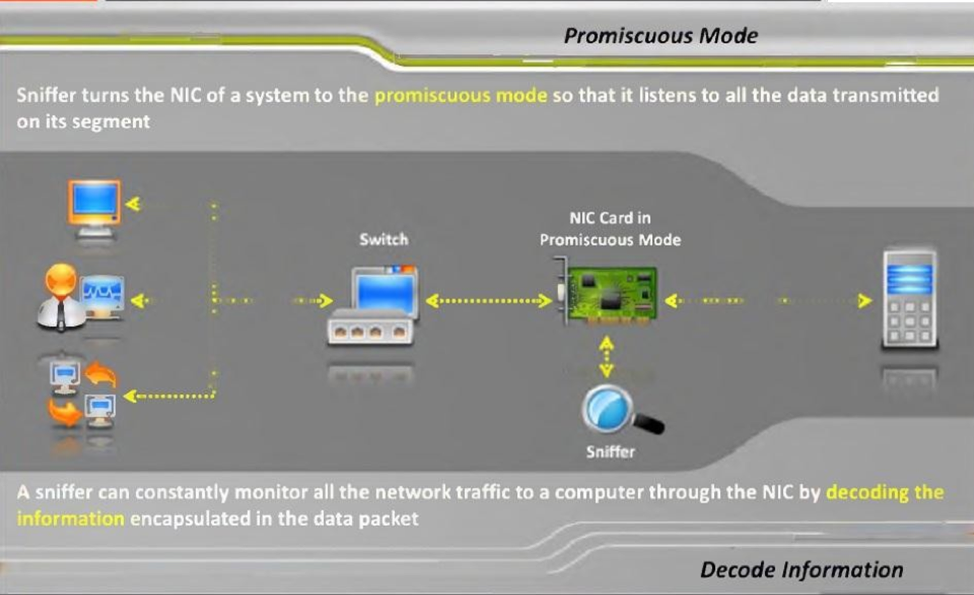 Promiscuous Mode
Sniffer turns the NIC of a system to the promiscuous mode so that it listens to all the data transmitted
on its segment
NIC Card in
Promiscuous Mode
Switch
Sniffer
A sniffer can constantly monitor all the network traffic to a computer through the NIC by decoding the
information encapsulated in the data packet
Decode Information